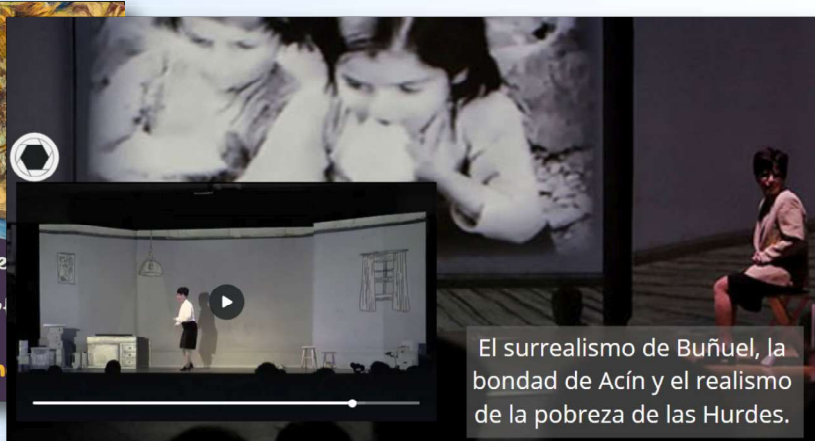 El surrealismo de Buñuel, la
bondad de Acín y el realismo
de la pobreza de las Hurdes.